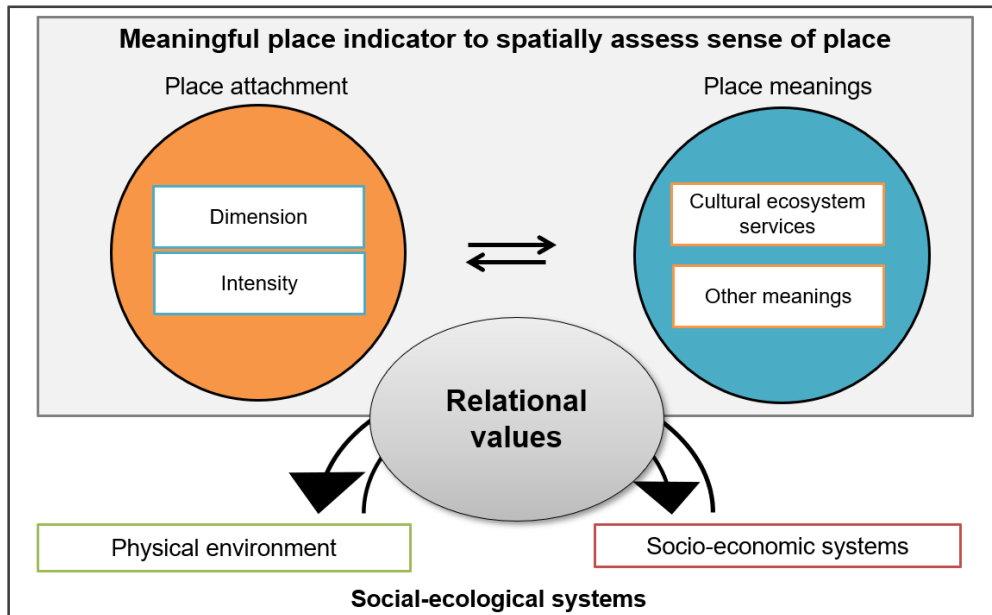 Meaningful place indicator to spatially assess sense of place
Place attachment
Place meanings
Dimension
Intensity
Cultural ecosystem
services
Other meanings
Relational
values
Physical environment
Socio-economic systems
Social-ecological systems